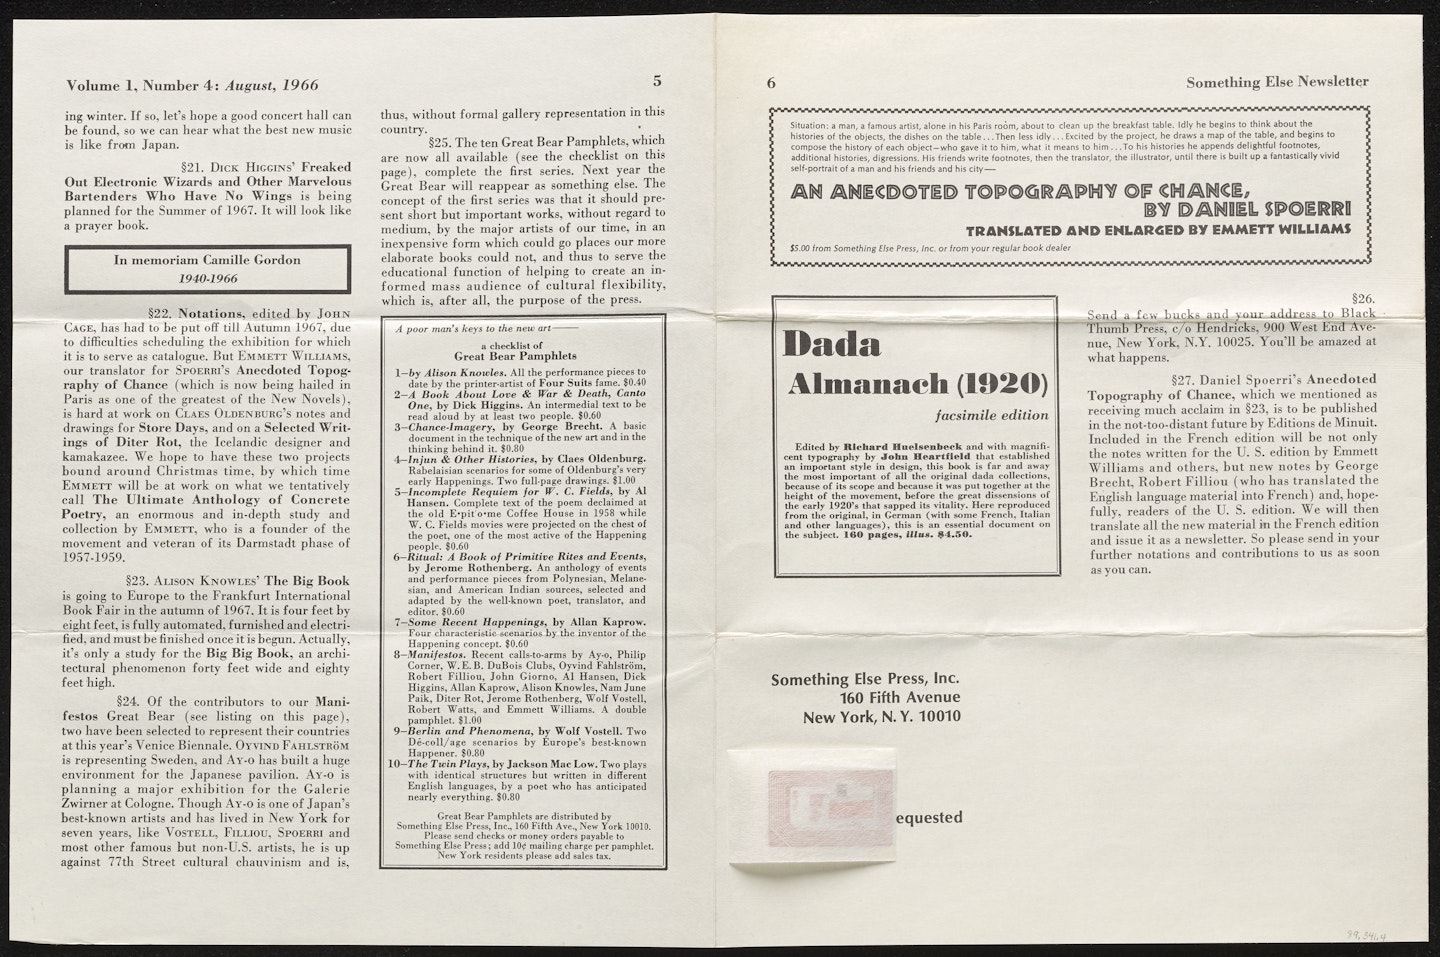 Volume 1, Number 4: August, 1966
5
ing winter. If so, let's hope a good concert hall can
be found, so we can hear what the best new music
is like from Japan.
§21. Dick Higgins' Freaked
Out Electronic Wizards and Other Marvelous
Bartenders Who Have No Wings is being
planned for the Summer of 1967. It will look like
a prayer book.
In memoriam Camille Gordon
1940-1966
§22. Notations, edited by John
Cage, has had to be put off till Autumn 1967, due
to difficulties scheduling the exhibition for which
it is to serve as catalogue. But Emmett Williams,
our translator for Spoerri's Anecdoted Topog-
raphy of Chance (which is now being hailed in
Paris as one of the greatest of the New Novels),
is hard at work on Claes Oldenburg's notes and
drawings for Store Days, and on a Selected Writ-
ings of Diter Rot, the Icelandic designer and
kamakazee. We hope to have these two projects
bound around Christmas time, by which time
Emmett will be at work on what we tentatively
call The Ultimate Anthology of Concrete
Poetry, an enormous and in-depth study and
collection by Emmett, who is a founder of the
movement and veteran of its Darmstadt phase of
1957-1959.
§23. Alison Knowles' The Big Book
is going to Europe to the Frankfurt International
Book Fair in the autumn of 1967. It is four feet by
eight feet, is fully automated, furnished and electri-
fied, and must be finished once it is begun. Actually,
it's only a study for the Big Big Book, an archi-
tectural phenomenon forty feet wide and eighty
feet high.
§24. Of the contributors to our Mani-
festos Great Bear (see listing on this page),
two have been selected to represent their countries
at this year's Venice Biennale. Oyvind Fahlström
is representing Sweden, and Ay-o has built a huge
environment for the Japanese pavilion. Ay-o is
planning a major exhibition for the Galerie
Zwirner at Cologne. Though Ay-o is one of Japan's
best-known artists and has lived in New York for
seven years, like Vostell, Filliou, Spoerri and
most other famous but non-U.S. artists, he is up
against 77th Street cultural chauvinism and is,
thus, without formal gallery representation in this
country.
§25. The ten Great Bear Pamphlets, which
are now all available (see the checklist on this
page), complete the first series. Next year the
Great Bear will reappear as something else. The
concept of the first series was that it should pre-
sent short but important works, without regard to
medium, by the major artists of our time, in an
inexpensive form which could go places our more
elaborate books could not, and thus to serve the
educational function of helping to create an in-
formed mass audience of cultural flexibility,
which is, after all, the purpose of the press.
A poor man's keys to the new art——
a checklist of
Great Bear Pamphlets
1—by Alison Knowles. All the performance pieces to
date by the printer-artist of Four Suits fame. $0.40
2—A Book About Love & War & Death, Canto
One, by Dick Higgins. An intermedial text to be
read aloud by at least two people. $0.60
3—Chance-Imagery, by George Brecht. A basic
document in the technique of the new art and in the
thinking behind it. $0.80
4—Injun & Other Histories, by Claes Oldenburg.
Rabelaisian scenarios for some of Oldenburg's very
early Happenings. Two full-page drawings. $1.00
5—Incomplete Requiem for W. C. Fields, by Al
Hansen. Complete text of the poem declaimed at
the old E•pit•o•me Coffee House in 1958 while
W. C. Fields movies were projected on the chest of
the poet, one of the most active of the Happening
people. $0.60
6—Ritual: A Book of Primitive Rites and Events,
by Jerome Rothenberg. An anthology of events
and performance pieces from Polynesian, Melane-
sian, and American Indian sources, selected and
adapted by the well-known poet, translator, and
editor. $0.60
7—Some Recent Happenings, by Allan Kaprow.
Four characteristic scenarios by the inventor of the
Happening concept. $0.60
8—Manifestos. Recent calls-to-arms by Ay-o, Philip
Corner, W. E. B. DuBois Clubs, Oyvind Fahlström,
Robert Filliou, John Giorno, Al Hansen, Dick
Higgins, Allan Kaprow, Alison Knowles, Nam June
Paik, Diter Rot, Jerome Rothenberg, Wolf Vostell,
Robert Watts, and Emmett Williams. A double
pamphlet. $1.00
9—Berlin and Phenomena, by Wolf Vostell. Two
Dé-coll/age scenarios by Europe's best-known
Happener. $0.80
10—The Twin Plays, by Jackson Mac Low. Two plays
with identical structures but written in different
English languages, by a poet who has anticipated
nearly everything. $0.80
Great Bear Pamphlets are distributed by
Something Else Press, Inc., 160 Fifth Ave., New York 10010.
Please send checks or money orders payable to
Something Else Press; add 10¢ mailing charge per pamphlet.
New York residents please add sales tax.
6
Something Else Newsletter
Situation: a man, a famous artist, alone in his Paris room, about to clean up the breakfast table. Idly he begins to think about the
histories of the objects, the dishes on the table...Then less idly...Excited by the project, he draws a map of the table, and begins to
compose the history of each object—who gave it to him, what it means to him...To his histories he appends delightful footnotes,
additional histories, digressions. His friends write footnotes, then the translator, the illustrator, until there is built up a fantastically vivid
self-portrait of a man and his friends and his city—
AN ANECDOTED TOPOGRAPHY OF CHANCE,
BY DANIEL SPOERRI
TRANSLATED AND ENLARGED BY EMMETT WILLIAMS
$5.00 from Something Else Press, Inc. or from your regular book dealer
Dada
Almanach (1920)
facsimile edition
Edited by Richard Huelsenbeck and with magnifi-
cent typography by John Heartfield that established
an important style in design, this book is far and away
the most important of all the original dada collections,
because of its scope and because it was put together at the
height of the movement, before the great dissensions of
the early 1920's that sapped its vitality. Here reproduced
from the original, in German (with some French, Italian
and other languages), this is an essential document on
the subject. 160 pages, illus. $4.50.
§26.
Send a few bucks and your address to Black
Thumb Press, c/o Hendricks, 900 West End Ave-
nue, New York, N.Y. 10025. You'll be amazed at
what happens.
§27. Daniel Spoerri's Anecdoted
Topography of Chance, which we mentioned as
receiving much acclaim in §23, is to be published
in the not-too-distant future by Editions de Minuit.
Included in the French edition will be not only
the notes written for the U. S. edition by Emmett
Williams and others, but new notes by George
Brecht, Robert Filliou (who has translated the
English language material into French) and, hope-
fully, readers of the U. S. edition. We will then
translate all the new material in the French edition
and issue it as a newsletter. So please send in your
further notations and contributions to us as soon
as you can.
Something Else Press, Inc.
160 Fifth Avenue
New York, N. Y. 10010
equested
89.341.4